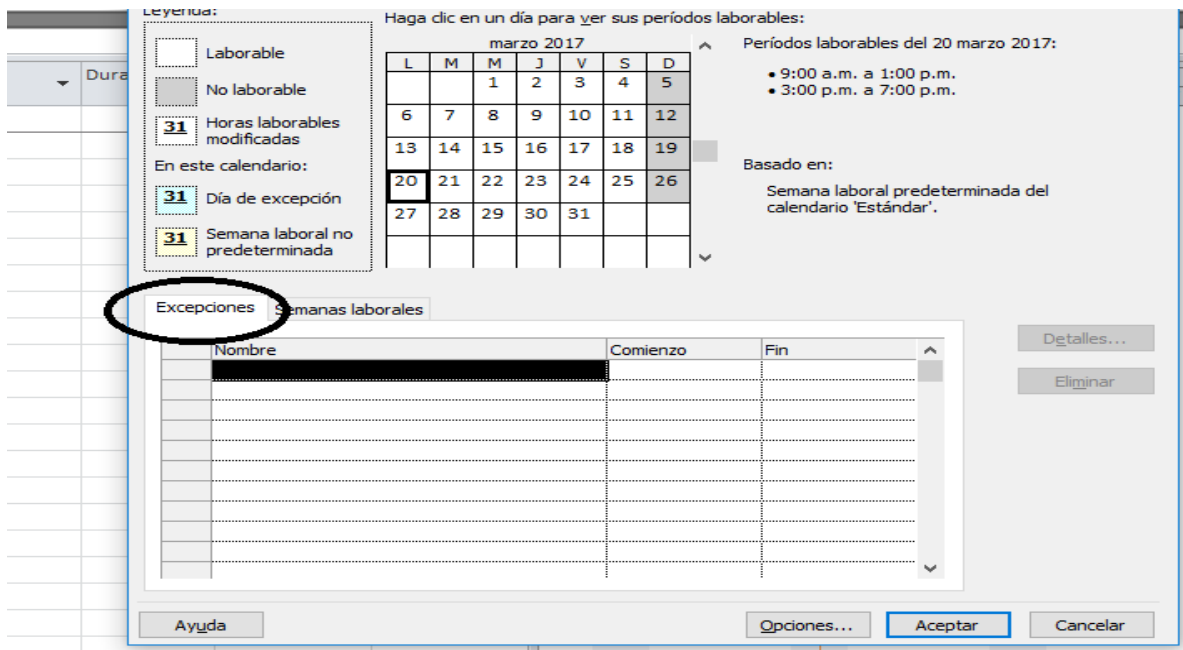 Leyenda:
Haga clic en un día para ver sus períodos laborables:
Laborable
No laborable
31 Horas laborables
modificadas
En este calendario:
31 Día de excepción
31 Semana laboral no
predeterminada
marzo 2017
L M M J V S D
1 2 3 4 5
6 7 8 9 10 11 12
13 14 15 16 17 18 19
20 21 22 23 24 25 26
27 28 29 30 31
Períodos laborables del 20 marzo 2017:
• 9:00 a.m. a 1:00 p.m.
• 3:00 p.m. a 7:00 p.m.
Basado en:
Semana laboral predeterminada del
calendario 'Estándar'.
Dura
Excepciones Semanas laborales
Nombre Comienzo Fin
Detalles...
Eliminar
Ayuda Opciones... Aceptar Cancelar